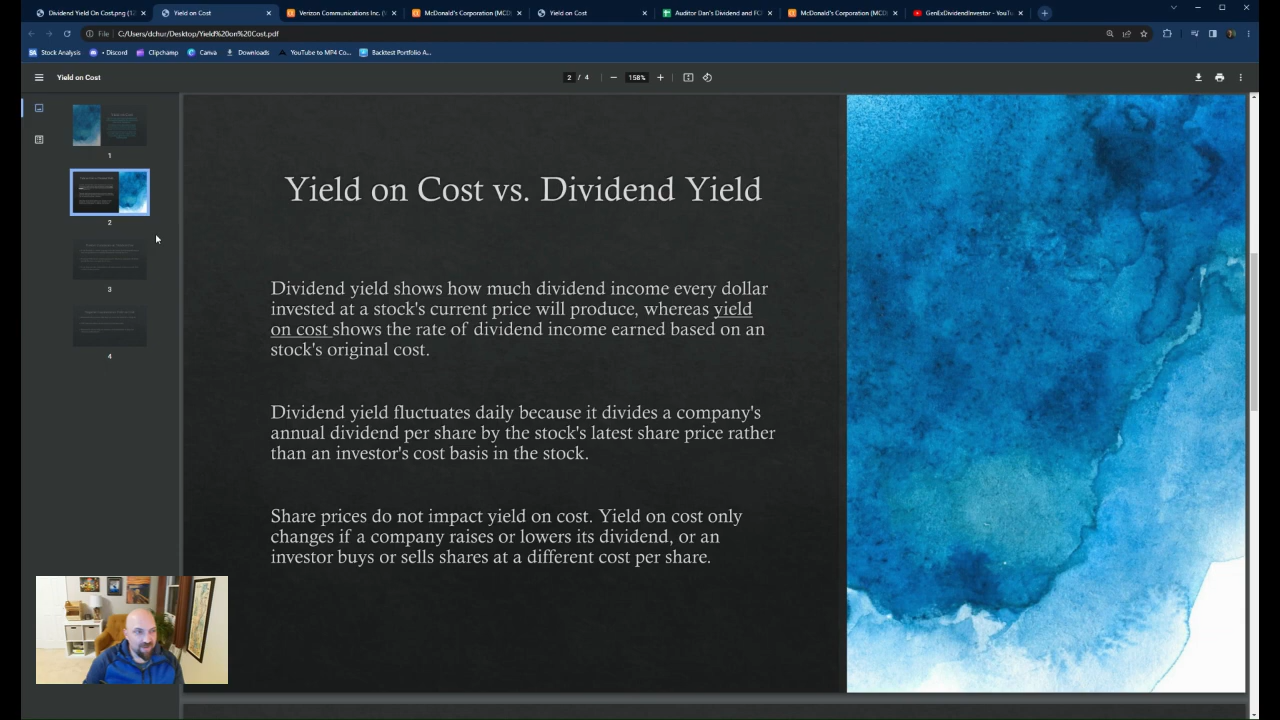 Dividend Yield On Cost.png (12
Yield on Cost
Verizon Communications Inc. (V
McDonald's Corporation (MCD)
Yield on Cost
Auditor Dan's Dividend and FC
McDonald's Corporation (MCD
GenExDividendInvestor - YouTu
File
C:/Users/dchur/Desktop/Yield%20on%20Cost.pdf
Stock Analysis
• Discord
Clipchamp
Canva
Downloads
YouTube to MP4 Co...
Backtest Portfolio A...
Yield on Cost
2 / 4
158%
1
2
3
4
Yield on Cost vs. Dividend Yield
Dividend yield shows how much dividend income every dollar
invested at a stock's current price will produce, whereas yield
on cost shows the rate of dividend income earned based on an
stock's original cost.
Dividend yield fluctuates daily because it divides a company's
annual dividend per share by the stock's latest share price rather
than an investor's cost basis in the stock.
Share prices do not impact yield on cost. Yield on cost only
changes if a company raises or lowers its dividend, or an
investor buys or sells shares at a different cost per share.